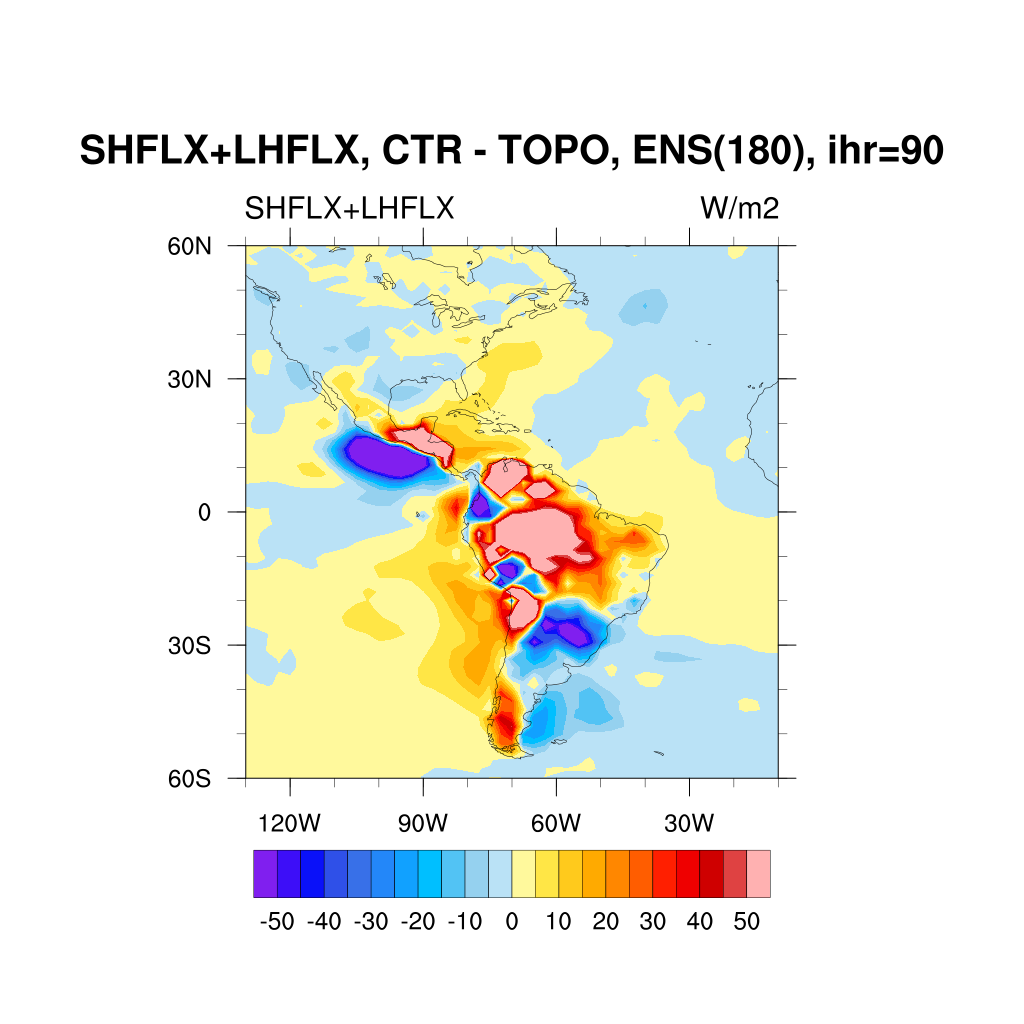 SHFLX+LHFLX, CTR - TOPO, ENS(180), ihr=90
SHFLX+LHFLX W/m2
60N
30N
0
30S
60S
120W 90W 60W 30W
-50 -40 -30 -20 -10 0 10 20 30 40 50